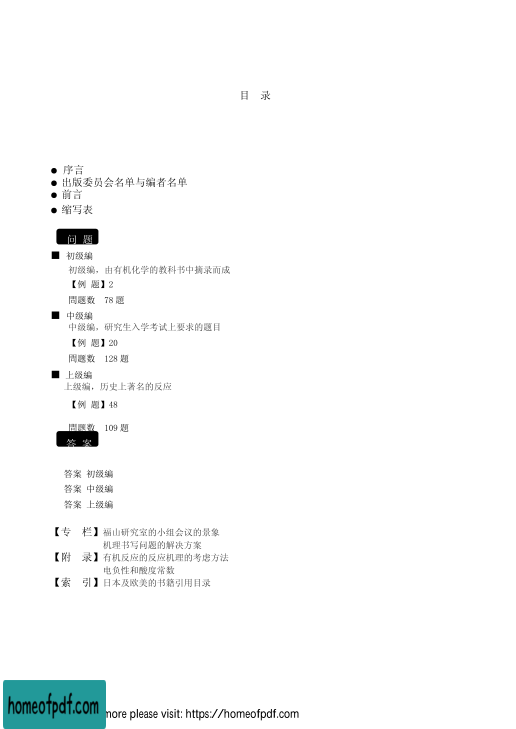 目 录
● 序言
● 出版委员会名单与编者名单
● 前言
● 缩写表
问 题
■ 初级编
初级编，由有机化学的教科书中摘录而成
【例 题】2
問题数 78 题
■ 中级编
中级编，研究生入学考试上要求的题目
【例 题】20
問题数 128 题
■ 上级编
上级编，历史上著名的反应
【例 题】48
問题数 109 题
答 案
答案 初级编
答案 中级编
答案 上级编
【专 栏】福山研究室的小组会议的景象
机理书写问题的解决方案
【附 录】有机反应的反应机理的考虑方法
电负性和酸度常数
【索 引】日本及欧美的书籍引用目录
homeofpdf.com
more please visit: https://homeofpdf.com